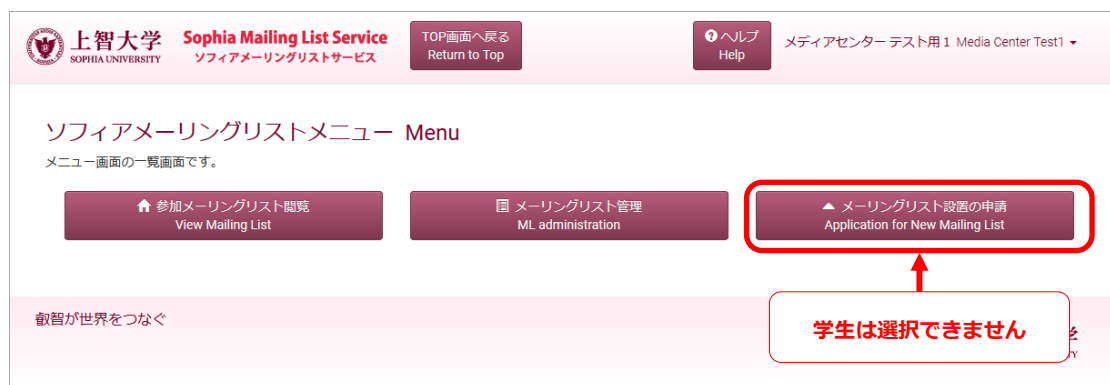 上智大学
SOPHIA UNIVERSITY
Sophia Mailing List Service
ソフィアメーリングリストサービス
TOP画面へ戻る
Return to Top
ヘルプ
Help
メディアセンター テスト用１ Media Center Test1
ソフィアメーリングリストメニュー Menu
メニュー画面の一覧画面です。
参加メーリングリスト閲覧
View Mailing List
メーリングリスト管理
ML administration
メーリングリスト設置の申請
Application for New Mailing List
学生は選択できません
叡智が世界をつなぐ